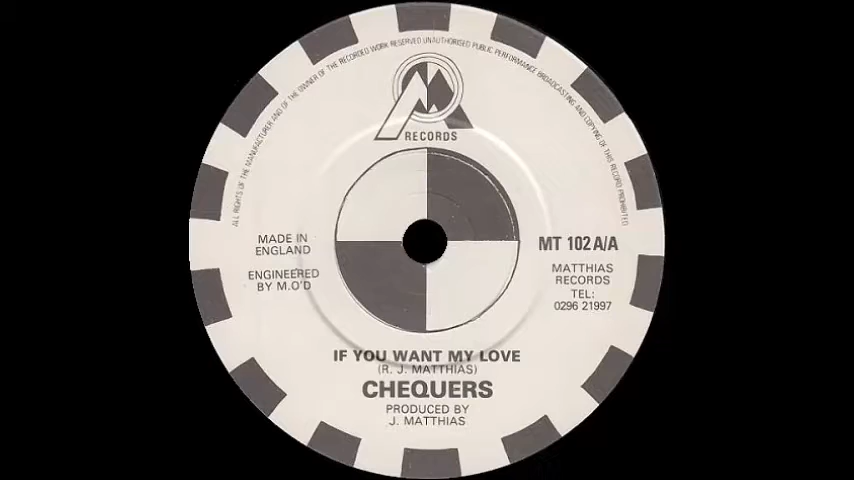 ALL RIGHTS OF THE MANUFACTURER AND OF THE OWNER OF THE RECORDED WORK RESERVED UNAUTHORISED PUBLIC PERFORMANCE BROADCASTING AND COPYING OF THIS RECORD PROHIBITED
M
RECORDS
MADE IN
ENGLAND
ENGINEERED
BY M.O'D
MT 102 A/A
MATTHIAS
RECORDS
TEL:
0296 21997
IF YOU WANT MY LOVE
(R. J. MATTHIAS)
CHEQUERS
PRODUCED BY
J. MATTHIAS